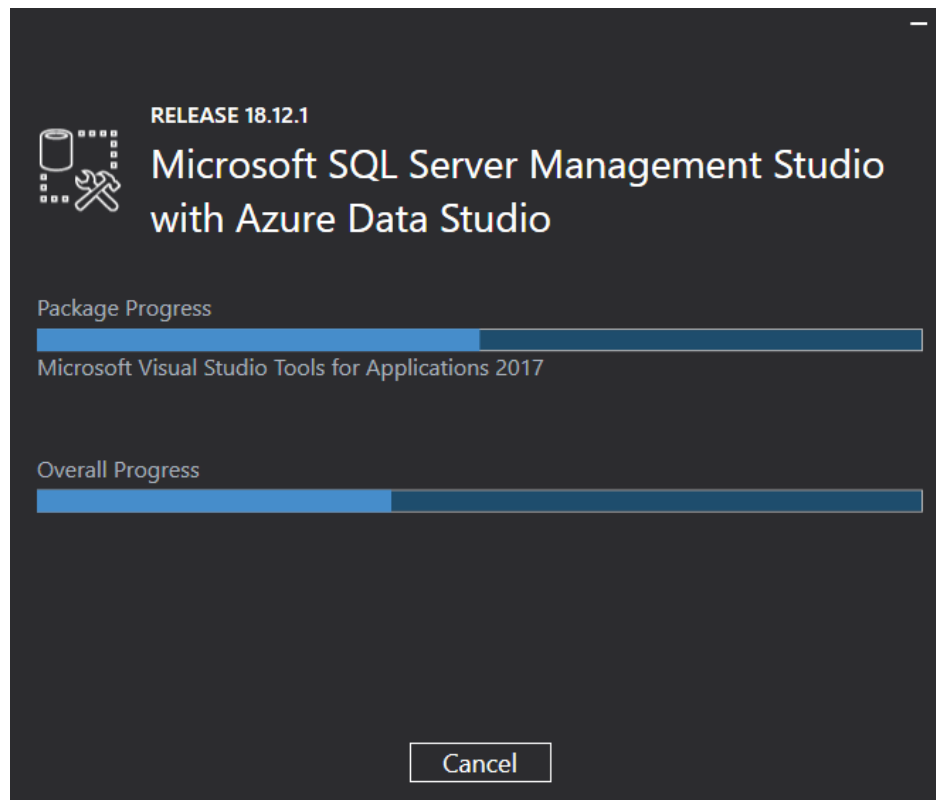 RELEASE 18.12.1
Microsoft SQL Server Management Studio
with Azure Data Studio
Package Progress
Microsoft Visual Studio Tools for Applications 2017
Overall Progress
Cancel